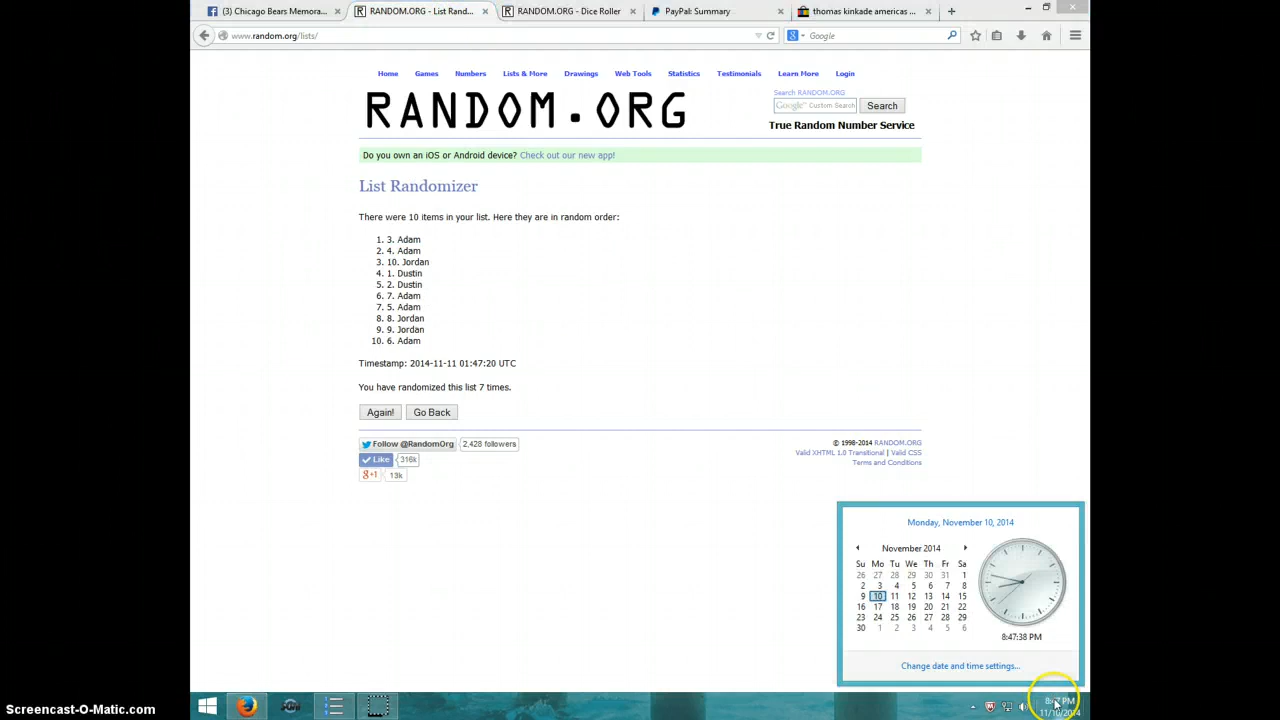 (3) Chicago Bears Memora...
RANDOM.ORG - List Rand...
RANDOM.ORG - Dice Roller
PayPal: Summary
thomas kinkade americas ...
www.random.org/lists/
Google
Home Games Numbers Lists & More Drawings Web Tools Statistics Testimonials Learn More Login
RANDOM.ORG
Search RANDOM.ORG
Google™ Custom Search
Search
True Random Number Service
Do you own an iOS or Android device? Check out our new app!
List Randomizer
There were 10 items in your list. Here they are in random order:
1. 3. Adam
2. 4. Adam
3. 10. Jordan
4. 1. Dustin
5. 2. Dustin
6. 7. Adam
7. 5. Adam
8. 8. Jordan
9. 9. Jordan
10. 6. Adam
Timestamp: 2014-11-11 01:47:20 UTC
You have randomized this list 7 times.
Again! Go Back
Follow @RandomOrg 2,428 followers
Like 316k
g+1 13k
© 1998-2014 RANDOM.ORG
Valid XHTML 1.0 Transitional | Valid CSS
Terms and Conditions
Monday, November 10, 2014
November 2014
Su Mo Tu We Th Fr Sa
26 27 28 29 30 31 1
2 3 4 5 6 7 8
9 10 11 12 13 14 15
16 17 18 19 20 21 22
23 24 25 26 27 28 29
30 1 2 3 4 5 6
8:47:38 PM
Change date and time settings...
8:47 PM
11/10/2014
Screencast-O-Matic.com